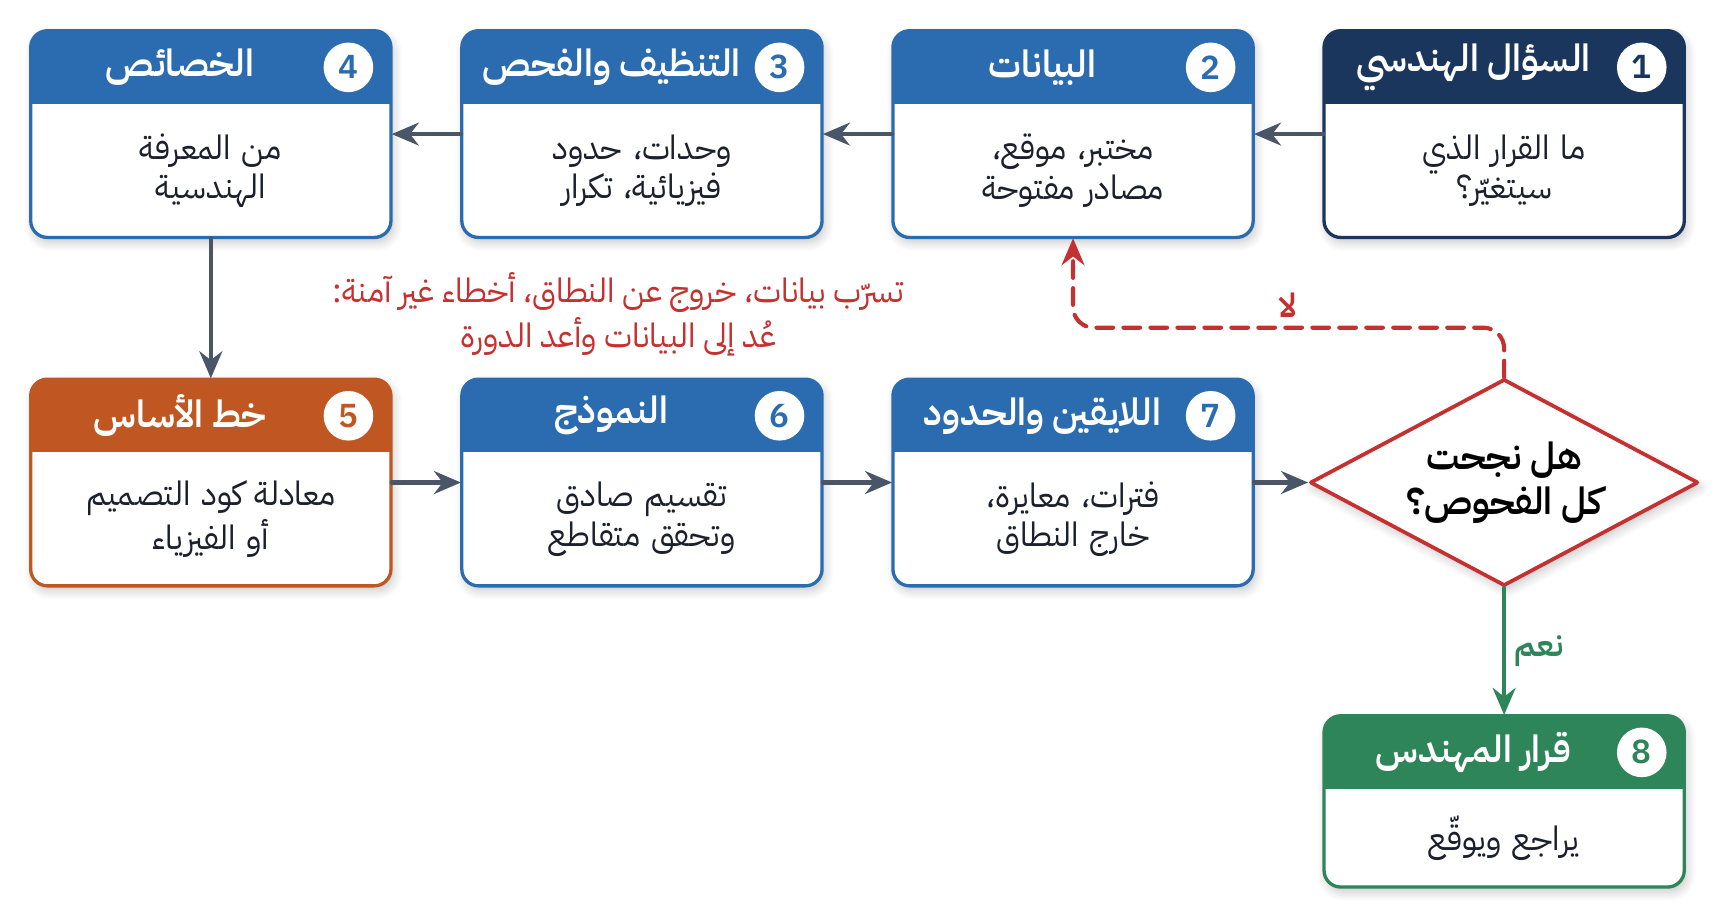 1 السؤال الهندسي
ما القرار الذي
سيتغيّر؟
2 البيانات
مختبر، موقع،
مصادر مفتوحة
3 التنظيف والفحص
وحدات، حدود
فيزيائية، تكرار
4 الخصائص
من المعرفة
الهندسية
لا
تسرّب بيانات، خروج عن النطاق، أخطاء غير آمنة:
عُد إلى البيانات وأعد الدورة
5 خط الأساس
معادلة كود التصميم
أو الفيزياء
6 النموذج
تقسيم صادق
وتحقق متقاطع
7 اللايقين والحدود
فترات، معايرة،
خارج النطاق
هل نجحت
كل الفحوص؟
نعم
8 قرار المهندس
يراجع ويوقّع